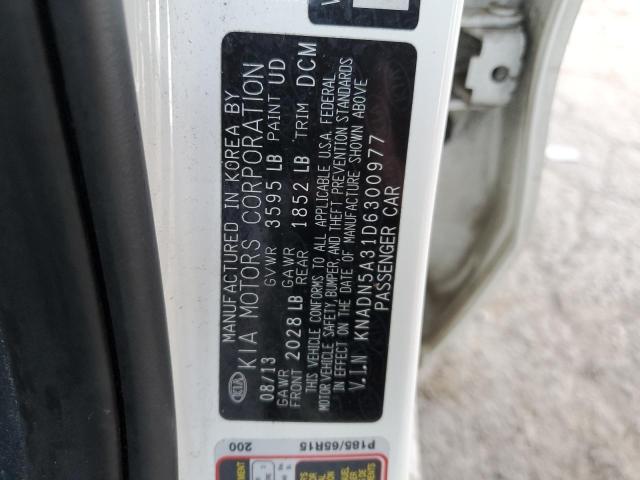 MANUFACTURED IN KOREA BY
KIA MOTORS CORPORATION
KIA
08/13 GVWR 3595 LB PAINT UD
GAWR FRONT 2028 LB GAWR REAR 1852 LB TRIM DCM
THIS VEHICLE CONFORMS TO ALL APPLICABLE U.S.A. FEDERAL
MOTOR VEHICLE SAFETY, BUMPER, AND THEFT PREVENTION STANDARDS
IN EFFECT ON THE DATE OF MANUFACTURE SHOWN ABOVE
V.I.N KNADN5A31D6300977
PASSENGER CAR
P185/65R15 200